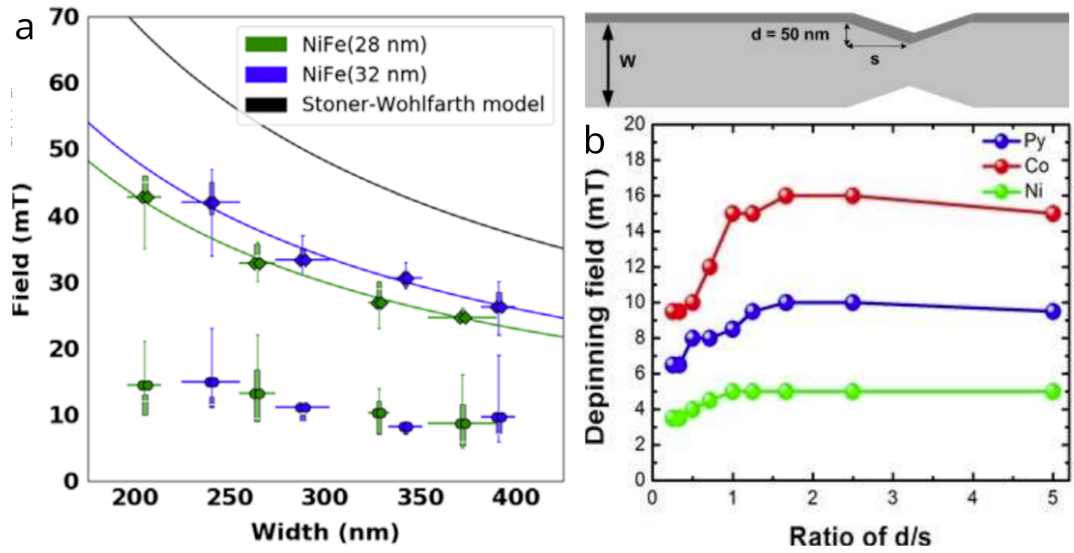 a
70
60
50
40
30
20
10
0
Field (mT)
NiFe(28 nm)
NiFe(32 nm)
Stoner-Wohlfarth model
200 250 300 350 400
Width (nm)
W
d = 50 nm
s
b
20
18
16
14
12
10
8
6
4
2
0
Depinning field (mT)
Py
Co
Ni
0 1 2 3 4 5
Ratio of d/s